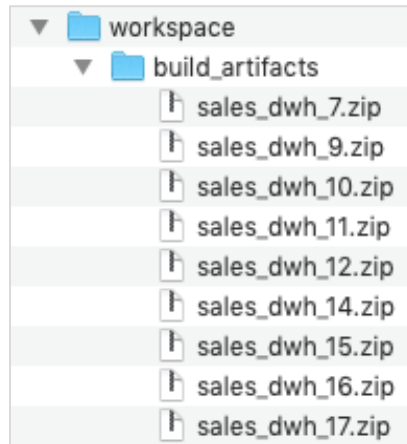 workspace
build_artifacts
sales_dwh_7.zip
sales_dwh_9.zip
sales_dwh_10.zip
sales_dwh_11.zip
sales_dwh_12.zip
sales_dwh_14.zip
sales_dwh_15.zip
sales_dwh_16.zip
sales_dwh_17.zip